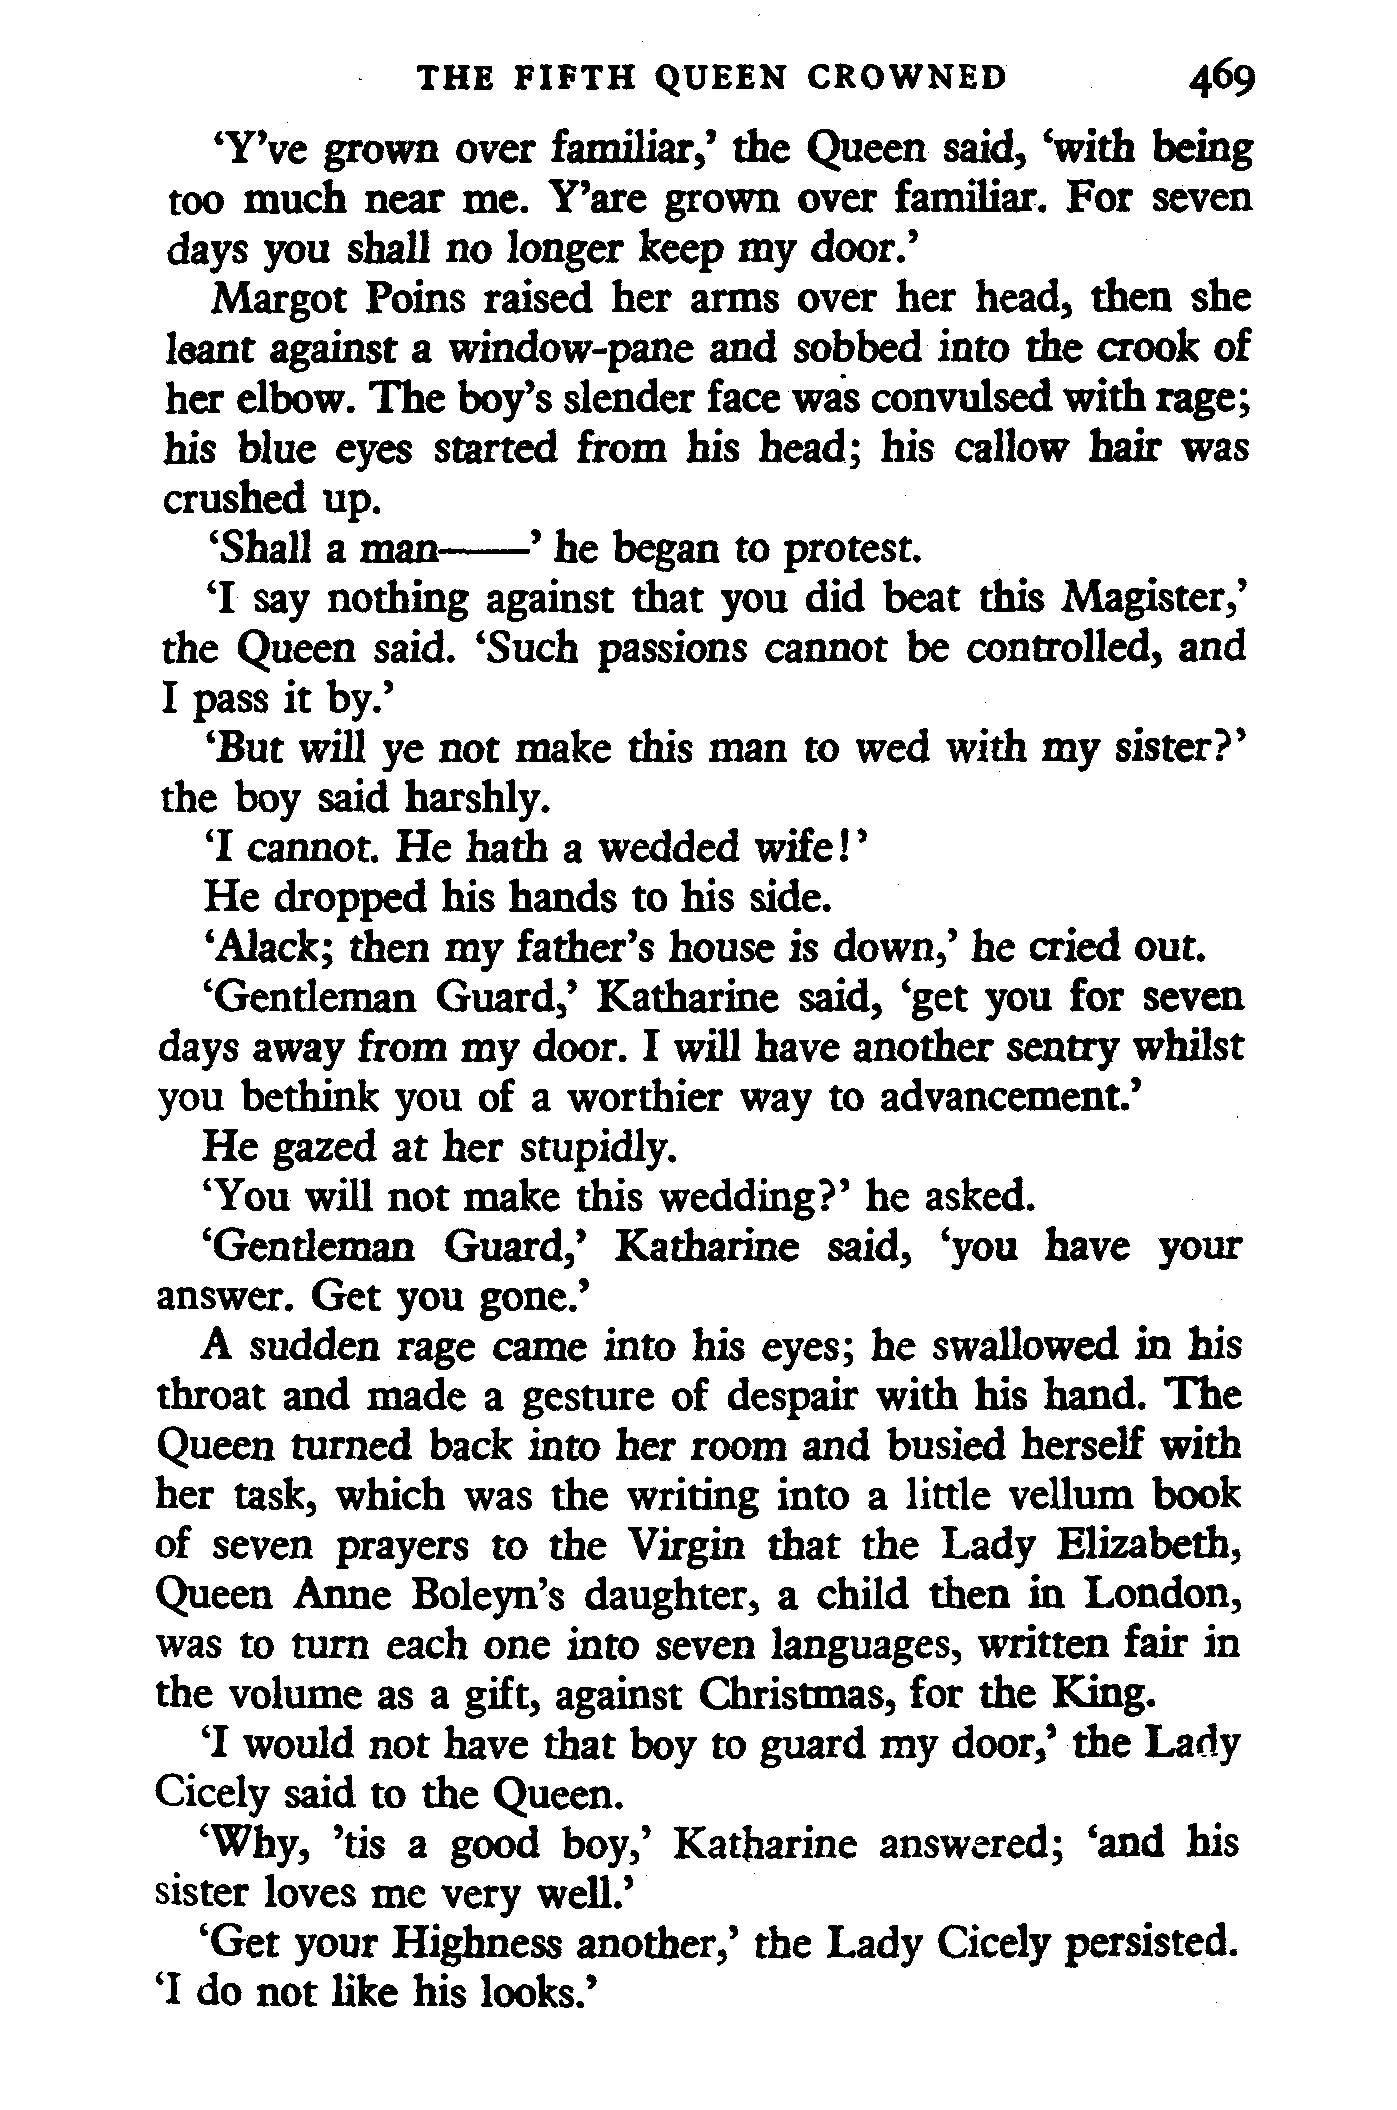 THE FIFTH QUEEN CROWNED 469
‘Y’ve grown over familiar,’ the Queen said, ‘with being
too much near me. Y’are grown over familiar. For seven
days you shall no longer keep my door.’
Margot Poins raised her arms over her head, then she
leant against a window-pane and sobbed into the crook of
her elbow. The boy’s slender face was convulsed with rage;
his blue eyes started from his head; his callow hair was
crushed up.
‘Shall a man——’ he began to protest.
‘I say nothing against that you did beat this Magister,’
the Queen said. ‘Such passions cannot be controlled, and
I pass it by.’
‘But will ye not make this man to wed with my sister?’
the boy said harshly.
‘I cannot. He hath a wedded wife!’
He dropped his hands to his side.
‘Alack; then my father’s house is down,’ he cried out.
‘Gentleman Guard,’ Katharine said, ‘get you for seven
days away from my door. I will have another sentry whilst
you bethink you of a worthier way to advancement.’
He gazed at her stupidly.
‘You will not make this wedding?’ he asked.
‘Gentleman Guard,’ Katharine said, ‘you have your
answer. Get you gone.’
A sudden rage came into his eyes; he swallowed in his
throat and made a gesture of despair with his hand. The
Queen turned back into her room and busied herself with
her task, which was the writing into a little vellum book
of seven prayers to the Virgin that the Lady Elizabeth,
Queen Anne Boleyn’s daughter, a child then in London,
was to turn each one into seven languages, written fair in
the volume as a gift, against Christmas, for the King.
‘I would not have that boy to guard my door,’ the Lady
Cicely said to the Queen.
‘Why, ’tis a good boy,’ Katharine answered; ‘and his
sister loves me very well.’
‘Get your Highness another,’ the Lady Cicely persisted.
‘I do not like his looks.’